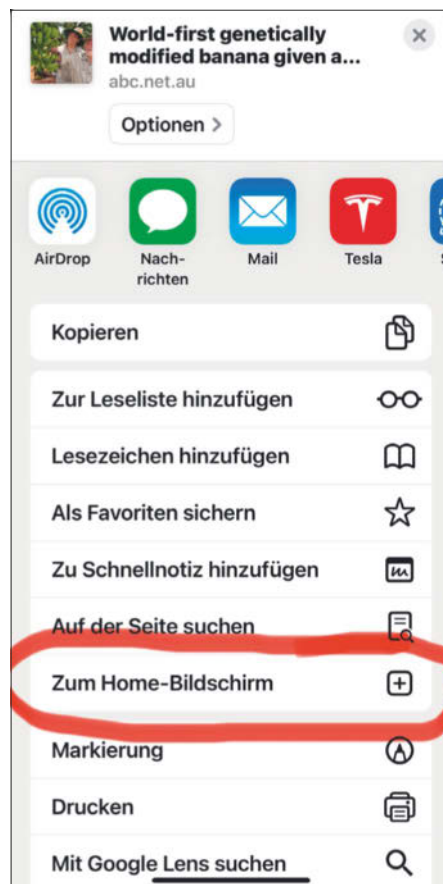 World-first genetically
modified banana given a...
abc.net.au
Optionen >
AirDrop
Nach-
richten
Mail
Tesla
Kopieren
Zur Leseliste hinzufügen
Lesezeichen hinzufügen
Als Favoriten sichern
Zu Schnellnotiz hinzufügen
Auf der Seite suchen
Zum Home-Bildschirm
Markierung
Drucken
Mit Google Lens suchen